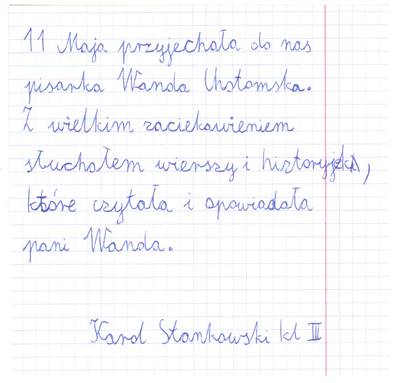 11 Maja przyjechała do nas
pisarka Wanda Chotomska.
Z wielkim zaciekawieniem
słuchałem wierszy i
które czytała i opowiadała
pani Wanda.
Karol Stankowski kl III